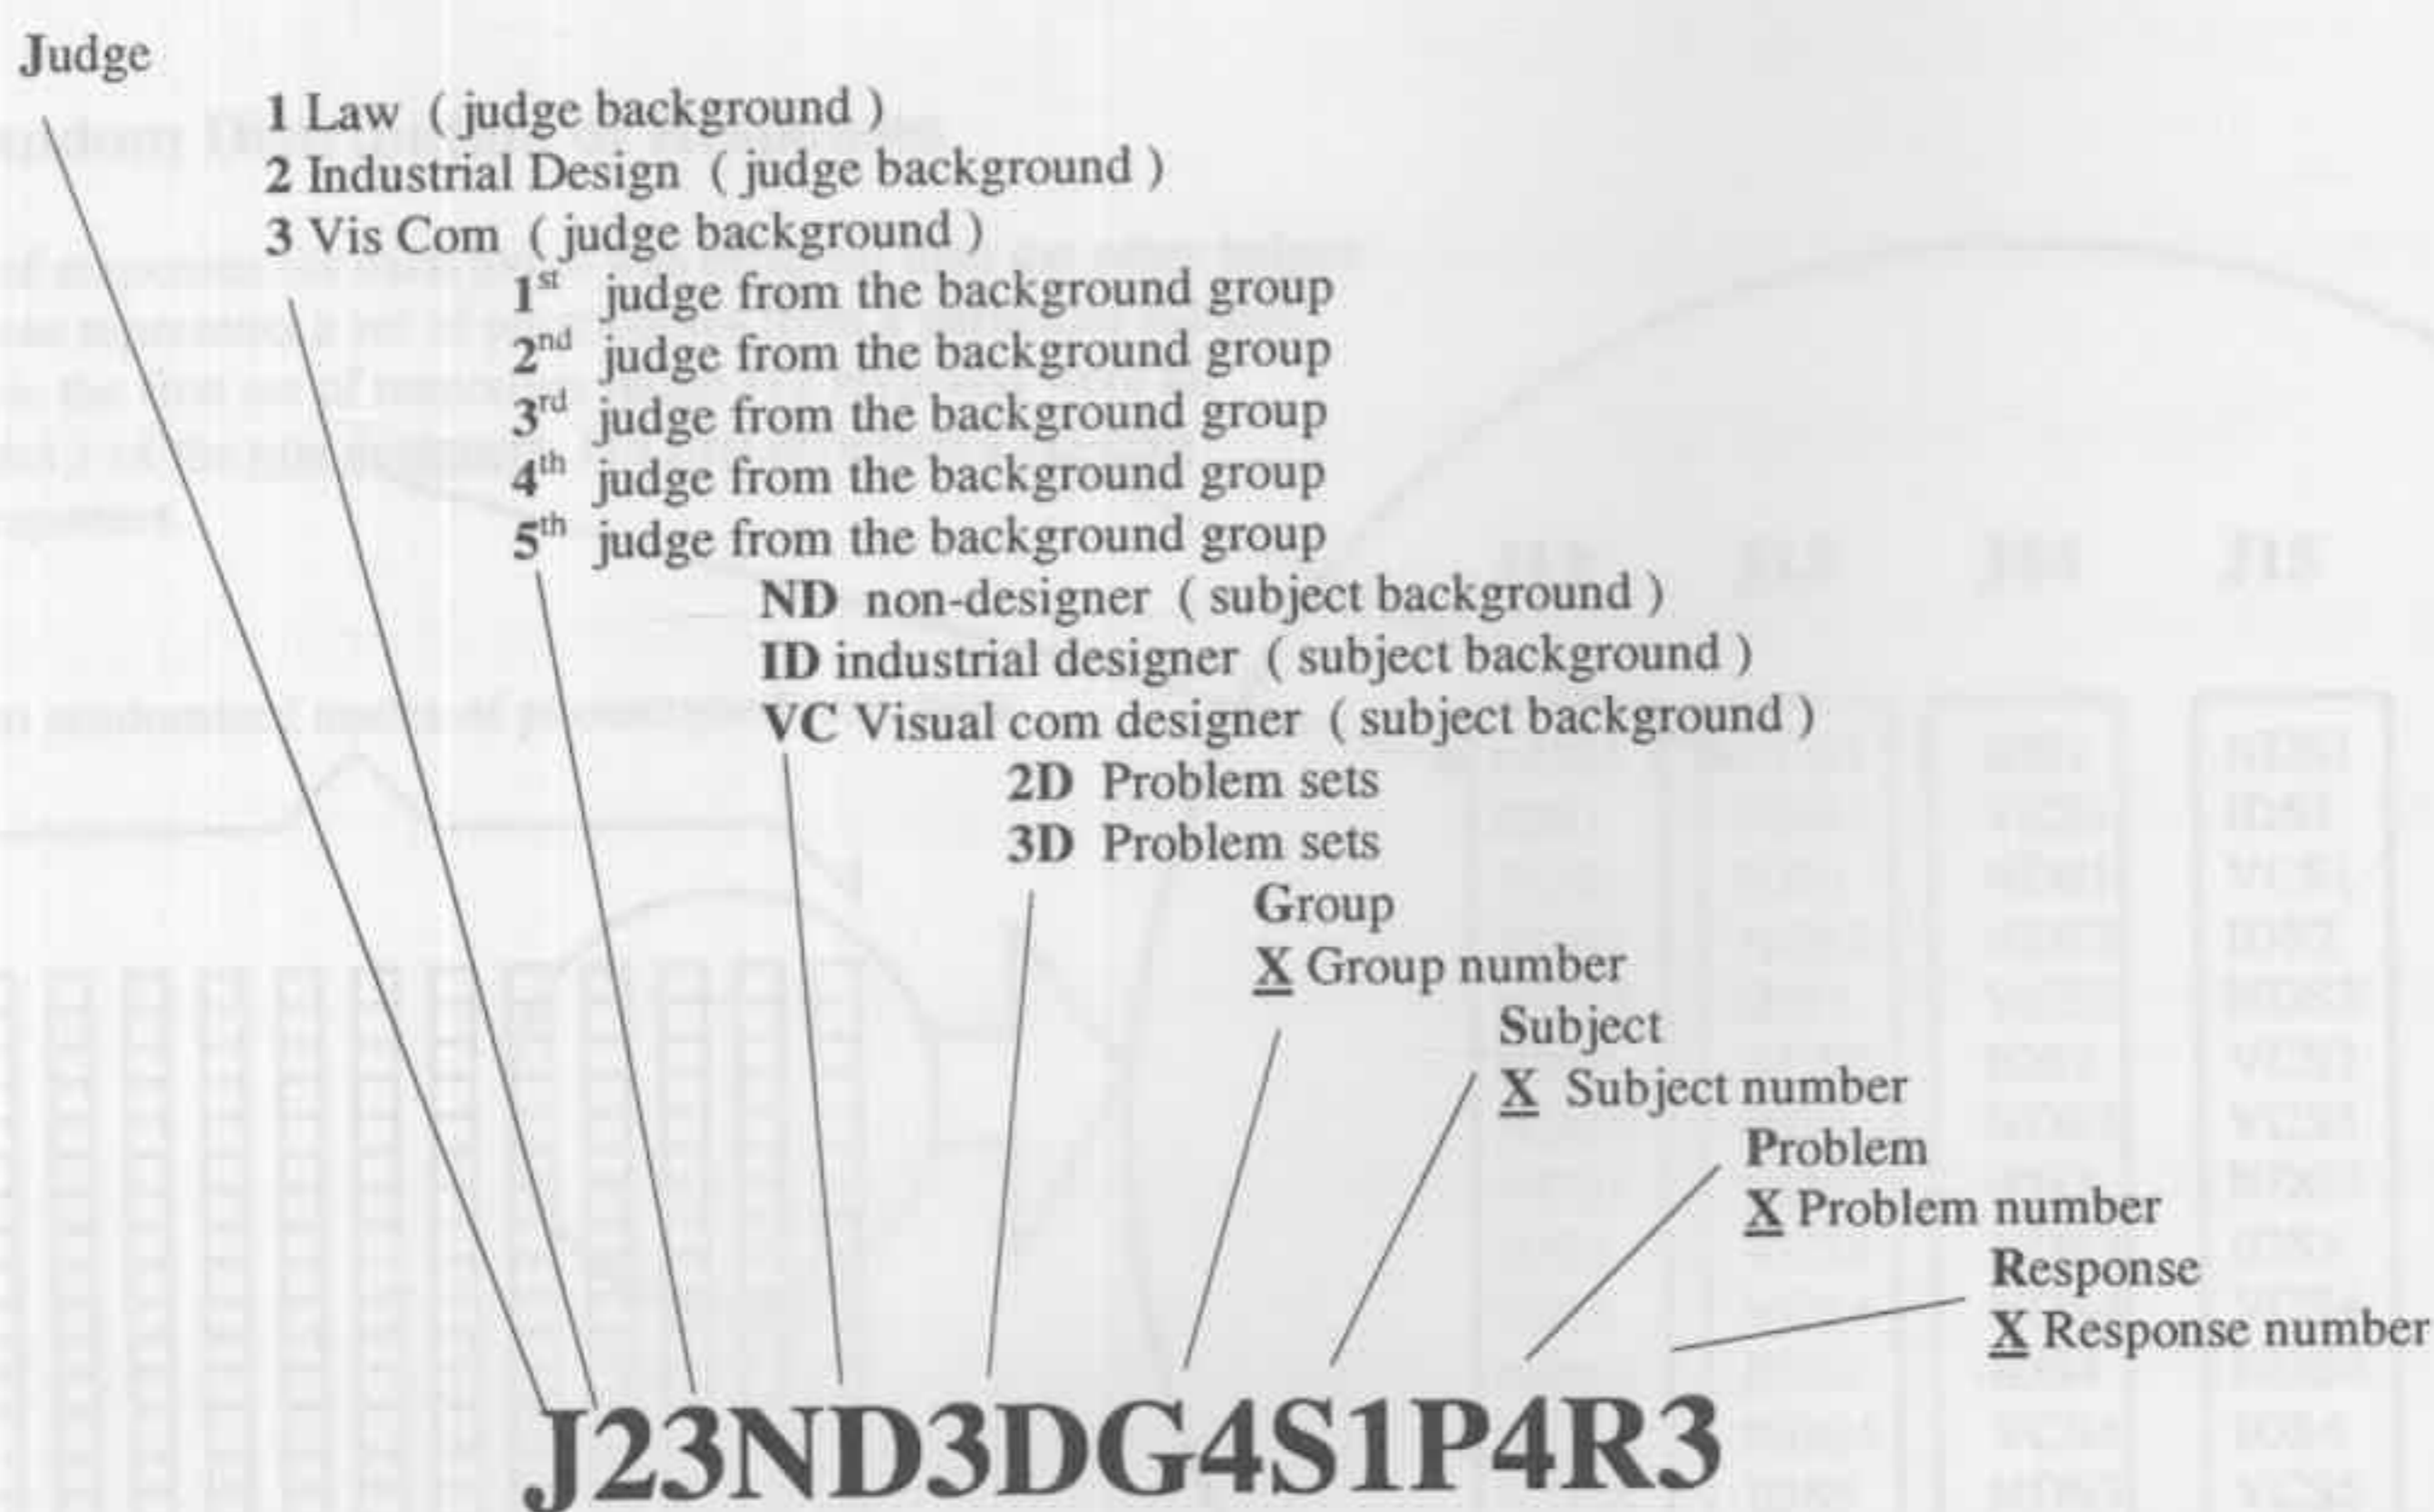 Judge
1 Law ( judge background )
2 Industrial Design ( judge background )
3 Vis Com ( judge background )
1st judge from the background group
2nd judge from the background group
3rd judge from the background group
4th judge from the background group
5th judge from the background group
ND non-designer ( subject background )
ID industrial designer ( subject background )
VC Visual com designer ( subject background )
2D Problem sets
3D Problem sets
Group
X Group number
Subject
X Subject number
Problem
X Problem number
Response
X Response number
J23ND3DG4S1P4R3